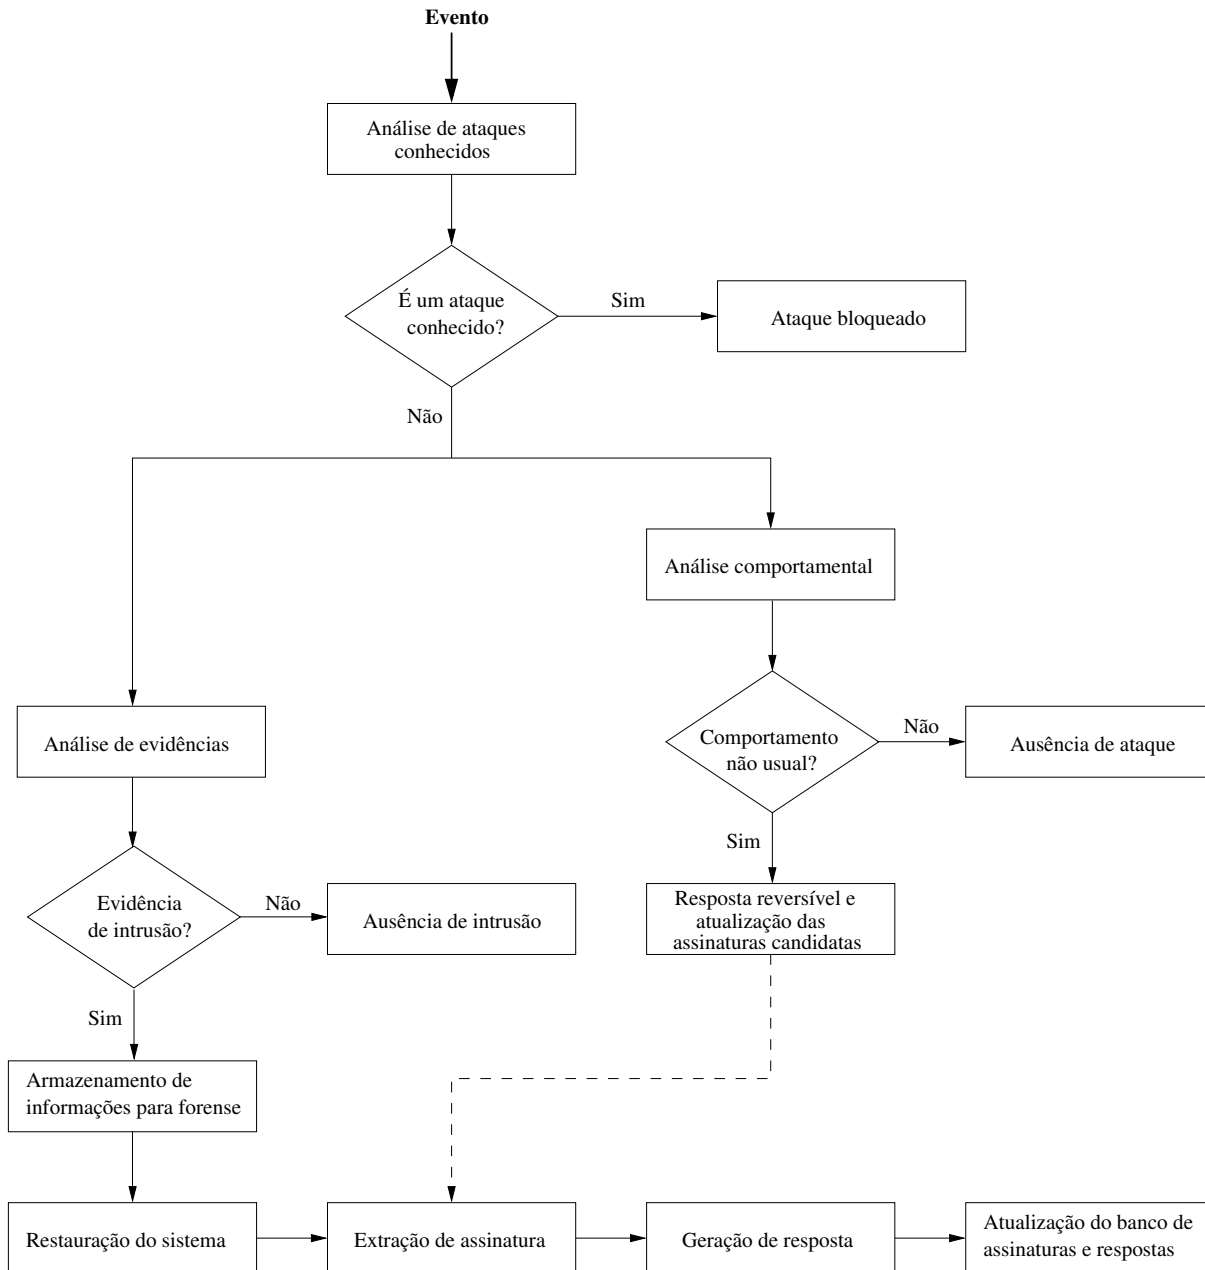 Evento
Análise de ataques
conhecidos
É um ataque
conhecido?
Sim
Ataque bloqueado
Não
Análise comportamental
Comportamento
não usual?
Não
Ausência de ataque
Sim
Resposta reversível e
atualização das
assinaturas candidatas
Análise de evidências
Evidência
de intrusão?
Não
Ausência de intrusão
Sim
Armazenamento de
informações para forense
Restauração do sistema
Extração de assinatura
Geração de resposta
Atualização do banco de
assinaturas e respostas